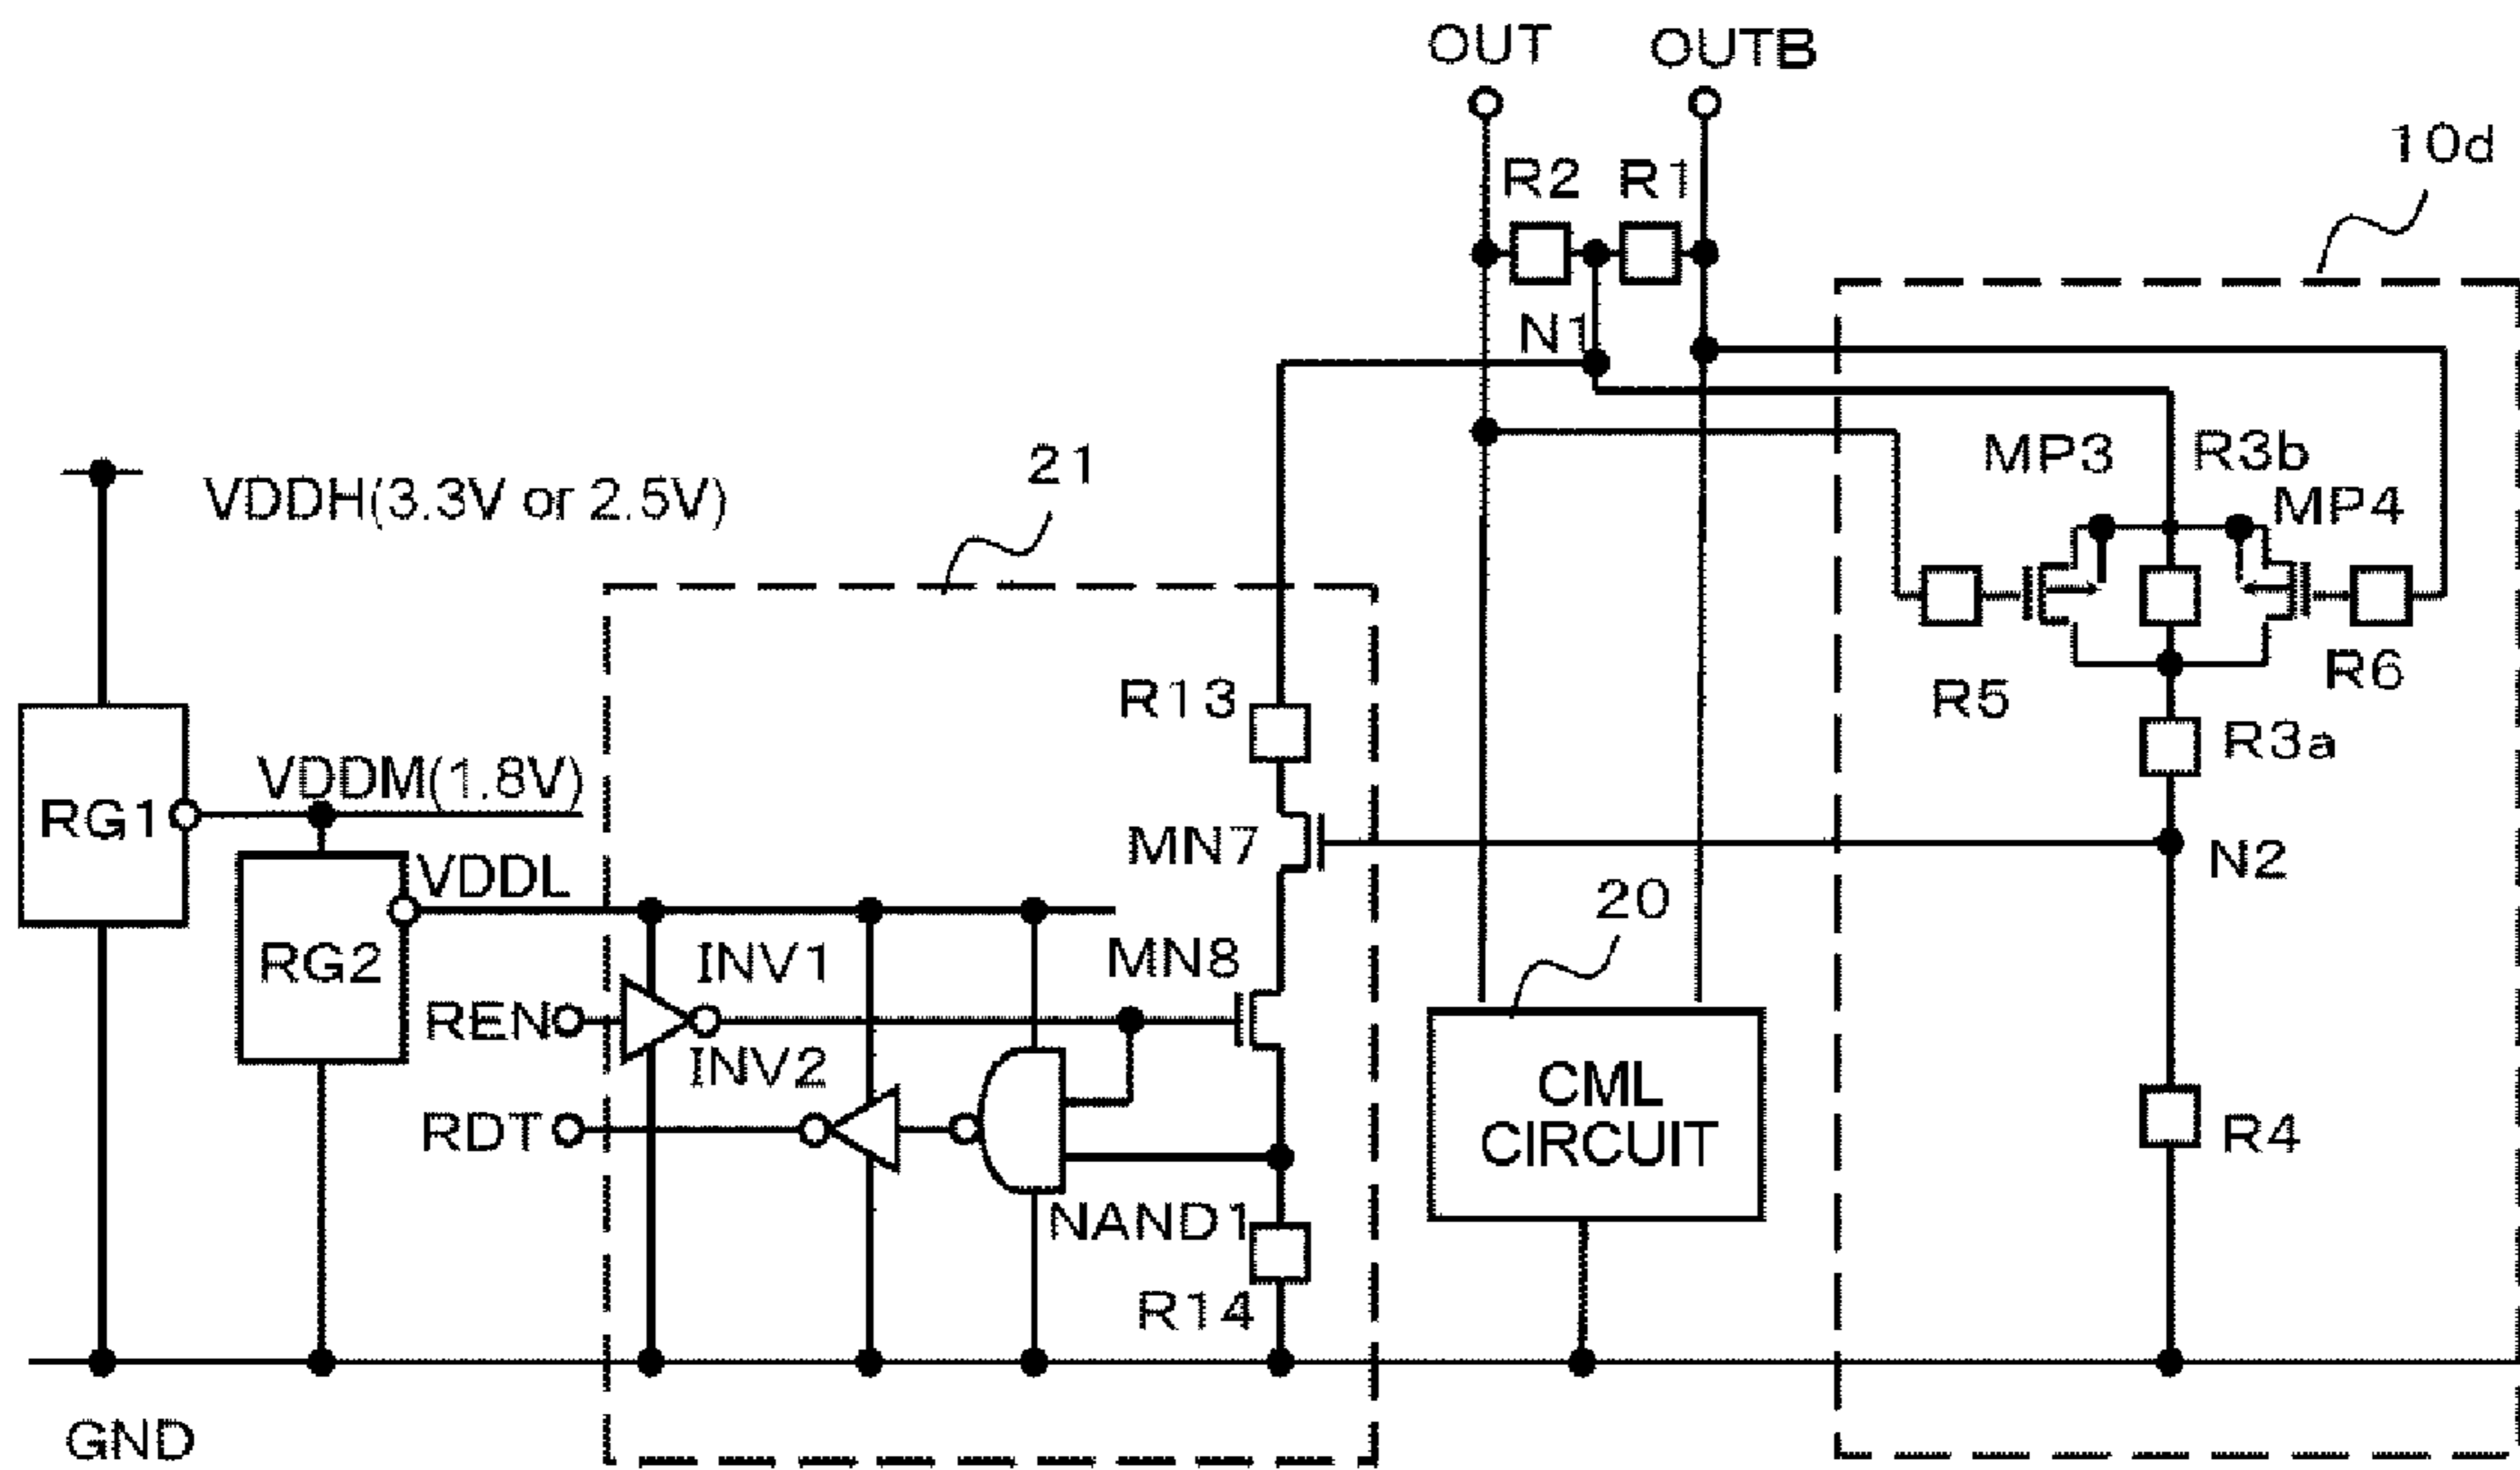 OUT
OUTB
10d
R2
R1
N1
MP3
R3b
MP4
21
VDDH(3.3V or 2.5V)
R13
R5
R6
R3a
VDDM(1.8V)
RG1
MN7
N2
VDDL
20
RG2
INV1
MN8
REN
INV2
CML
CIRCUIT
RDT
R4
NAND1
R14
GND